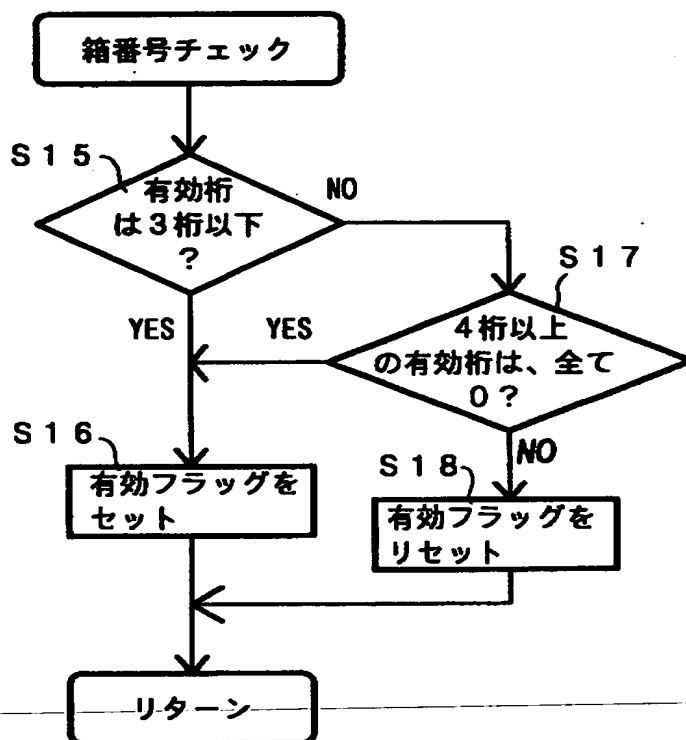 箱番号チェック
S15
有効桁
は3桁以下
?
NO
S17
YES
YES
4桁以上
の有効桁は、全て
0?
S16
有効フラッグを
セット
NO
S18
有効フラッグを
リセット
リターン